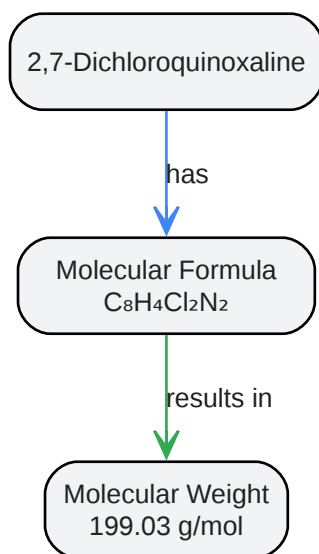 2,7-Dichloroquinoxaline
has
Molecular Formula
C₈H₄Cl₂N₂
results in
Molecular Weight
199.03 g/mol